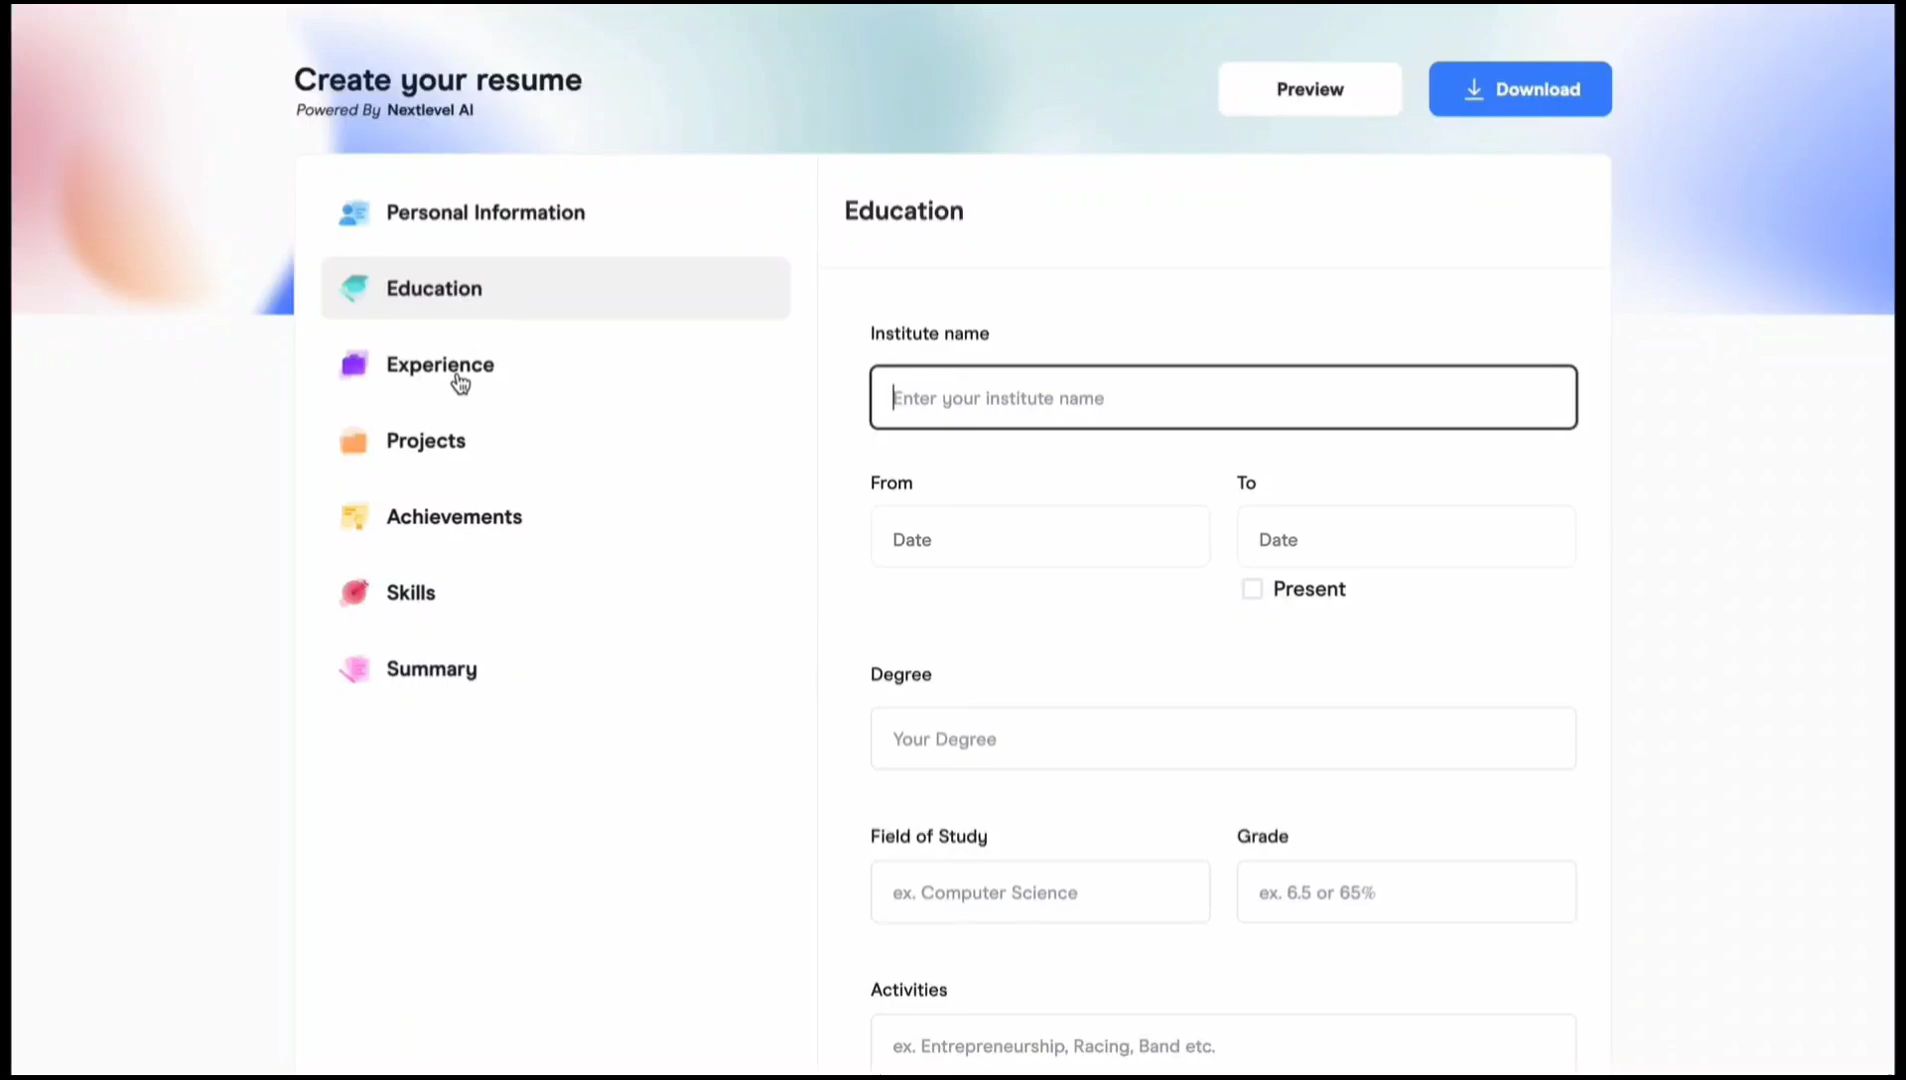 Create your resume
Powered By Nextlevel AI
Preview
Download
Personal Information
Education
Experience
Projects
Achievements
Skills
Summary
Education
Institute name
Enter your institute name
From
To
Date
Date
Present
Degree
Your Degree
Field of Study
Grade
ex. Computer Science
ex. 6.5 or 65%
Activities
ex. Entrepreneurship, Racing, Band etc.